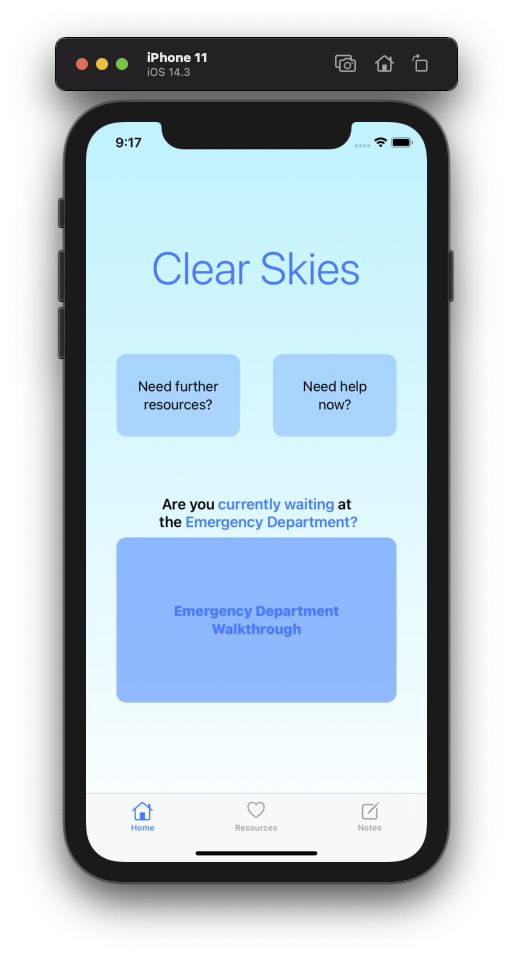 iPhone 11
iOS 14.3
9:17
Clear Skies
Need further
resources?
Need help
now?
Are you currently waiting at
the Emergency Department?
Emergency Department
Walkthrough
Home
Resources
Notes